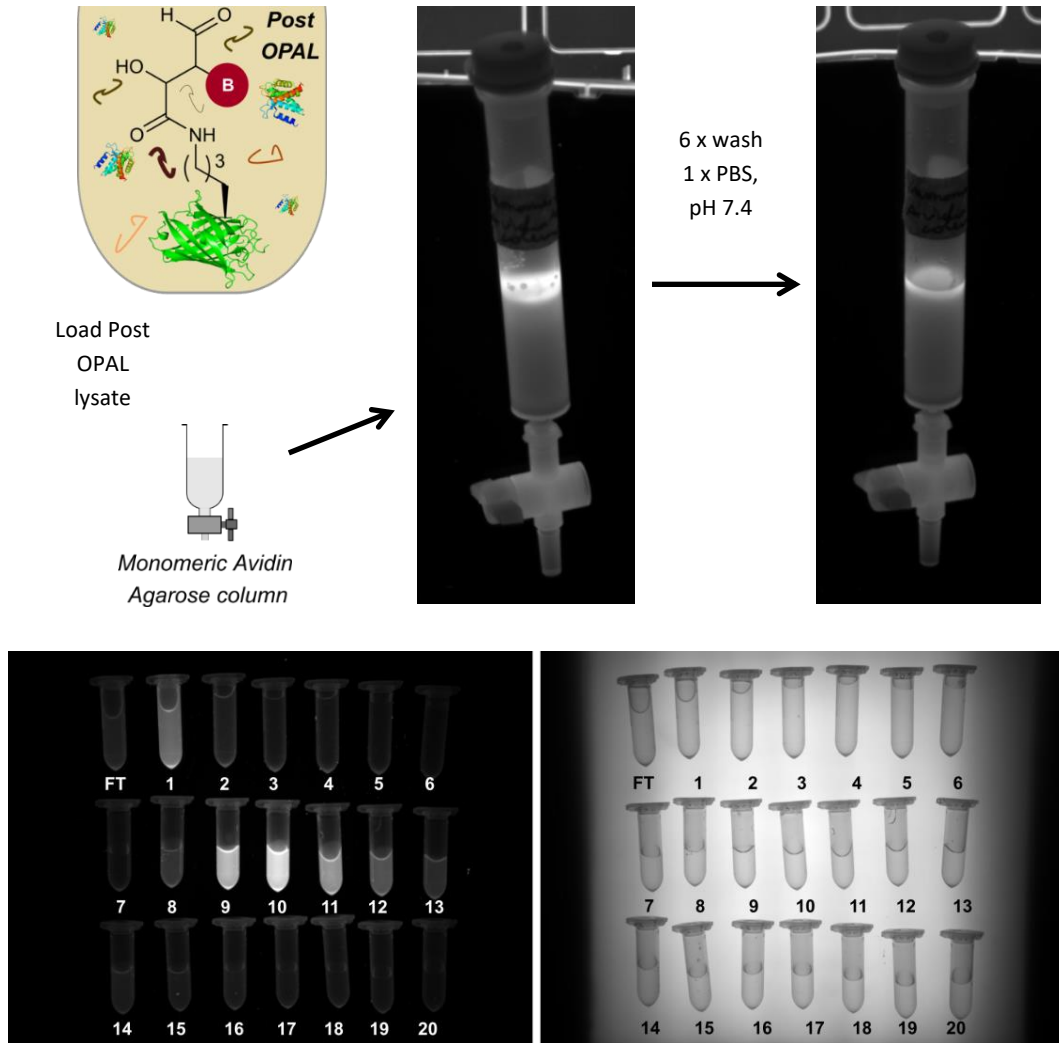 Post
OPAL
H
O
HO
B
O
NH
3
6 x wash
1 x PBS,
pH 7.4
Load Post
OPAL
lysate
Monomeric Avidin
Agarose column
FT 1 2 3 4 5 6
7 8 9 10 11 12 13
14 15 16 17 18 19 20
FT 1 2 3 4 5 6
7 8 9 10 11 12 13
14 15 16 17 18 19 20